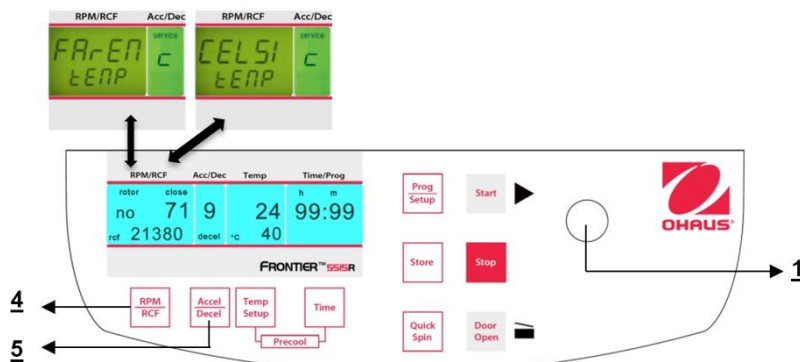 RPM/RCF Acc/Dec
FArEN
tEMP
service
C
RPM/RCF Acc/Dec
CELSI
tEMP
service
C
RPM/RCF Acc/Dec Temp Time/Prog
rotor close h m
no 71 9 24 99:99
rcf 21380 decel °C 40
FRONTIER™ 5515R
RPM
RCF
Accel
Decel
Temp
Setup
Time
Precool
Prog
Setup
Start
Store
Stop
Quick
Spin
Door
Open
OHAUS®
1
4
5